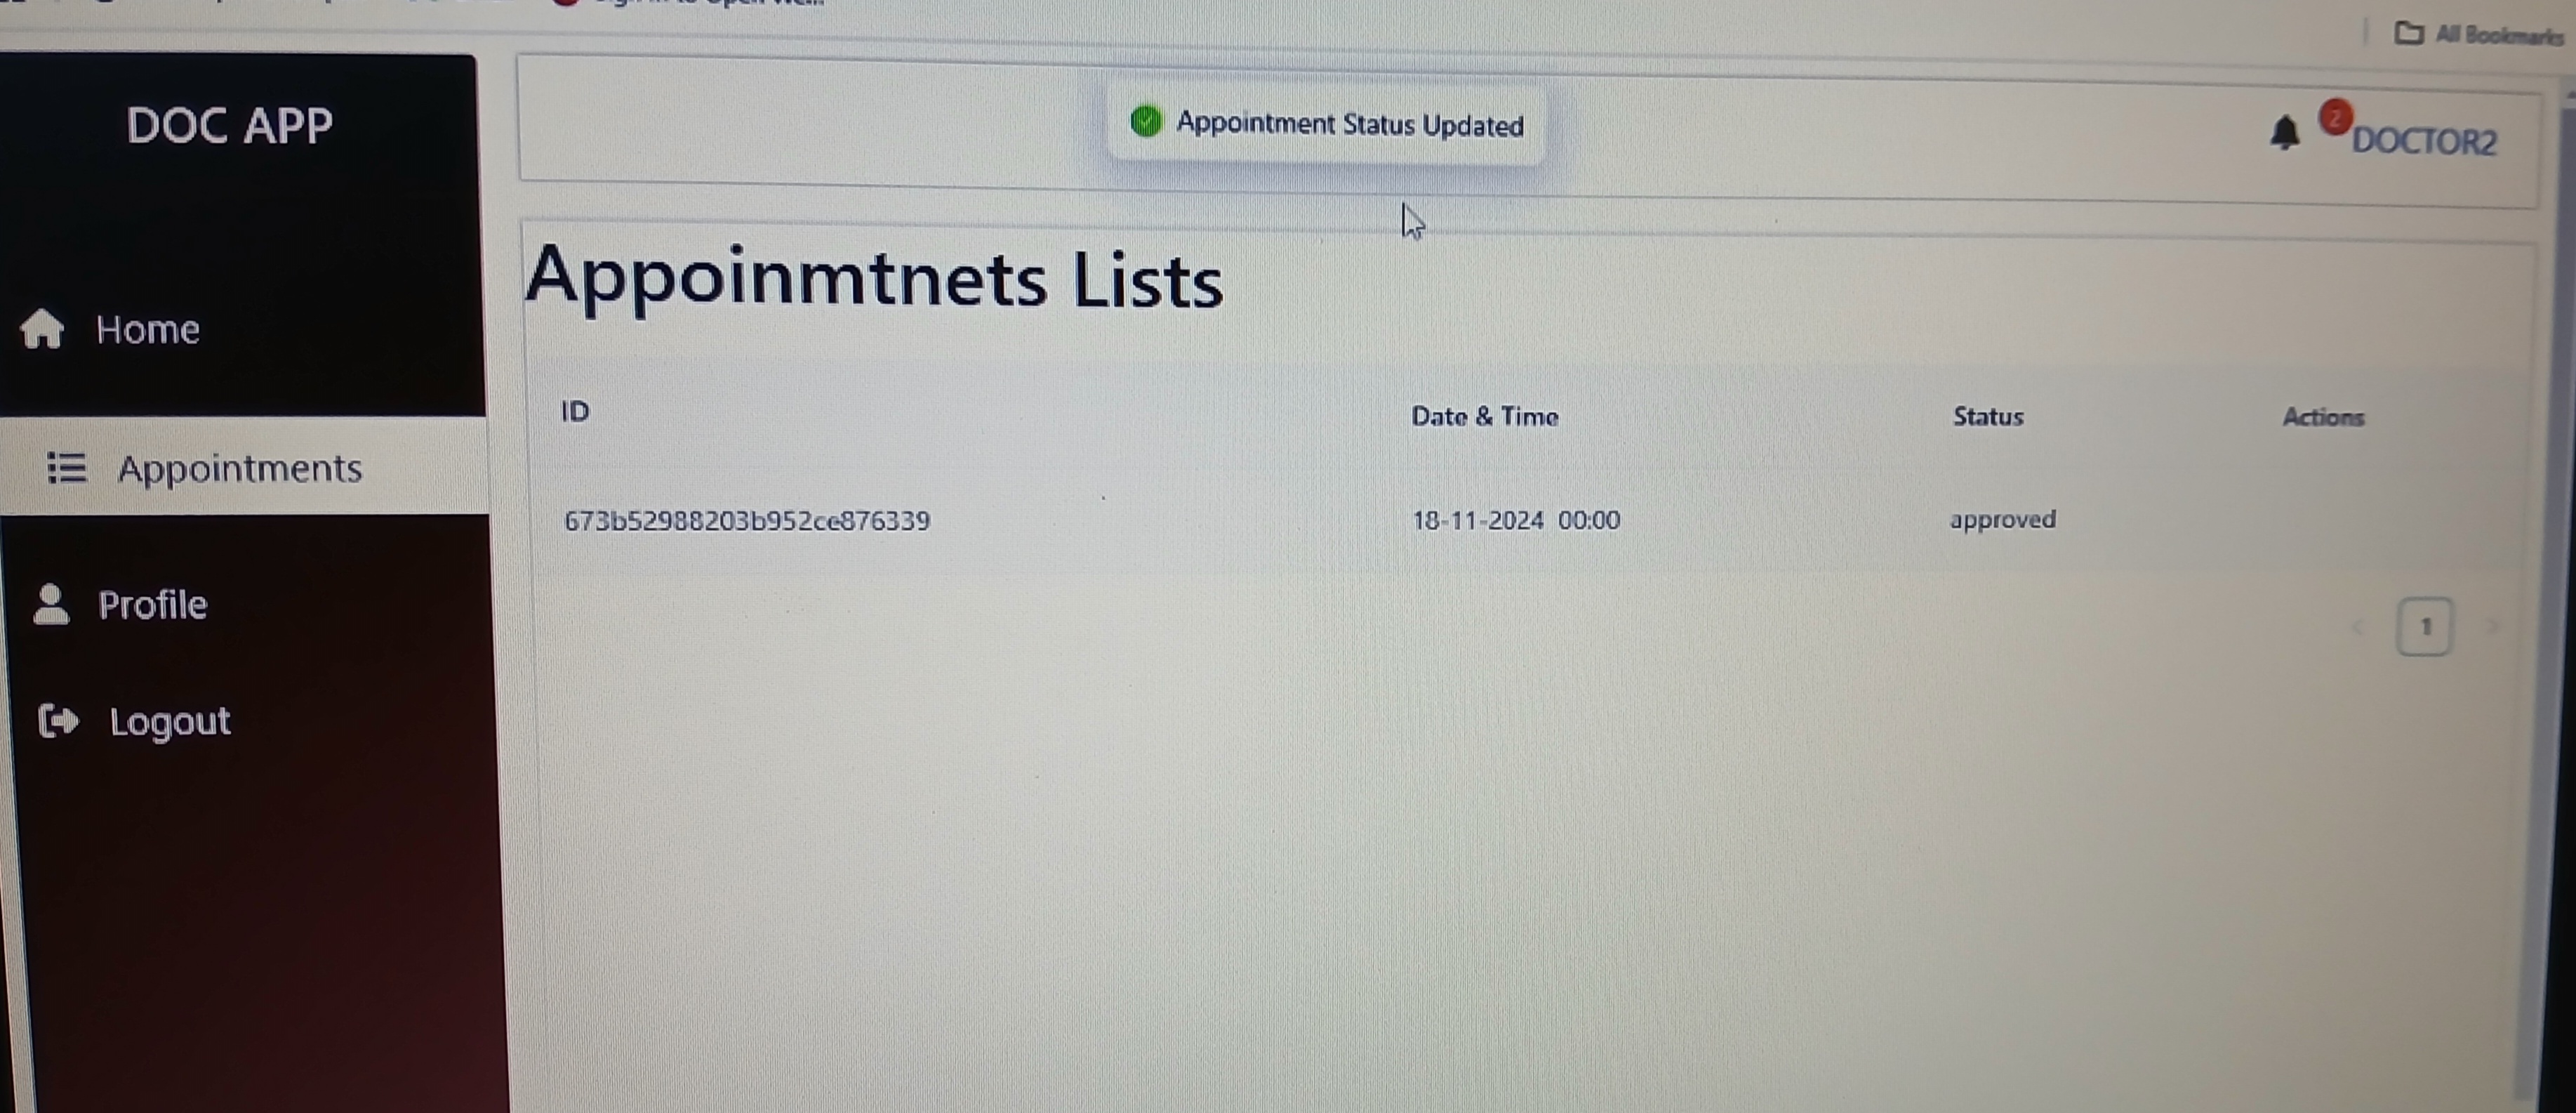 All Bookmarks
DOC APP
Appointment Status Updated
2
DOCTOR2
Appoinmtnets Lists
Home
Appointments
Profile
Logout
ID Date & Time Status Actions
673b52988203b952ce876339 18-11-2024 00:00 approved
< 1 >